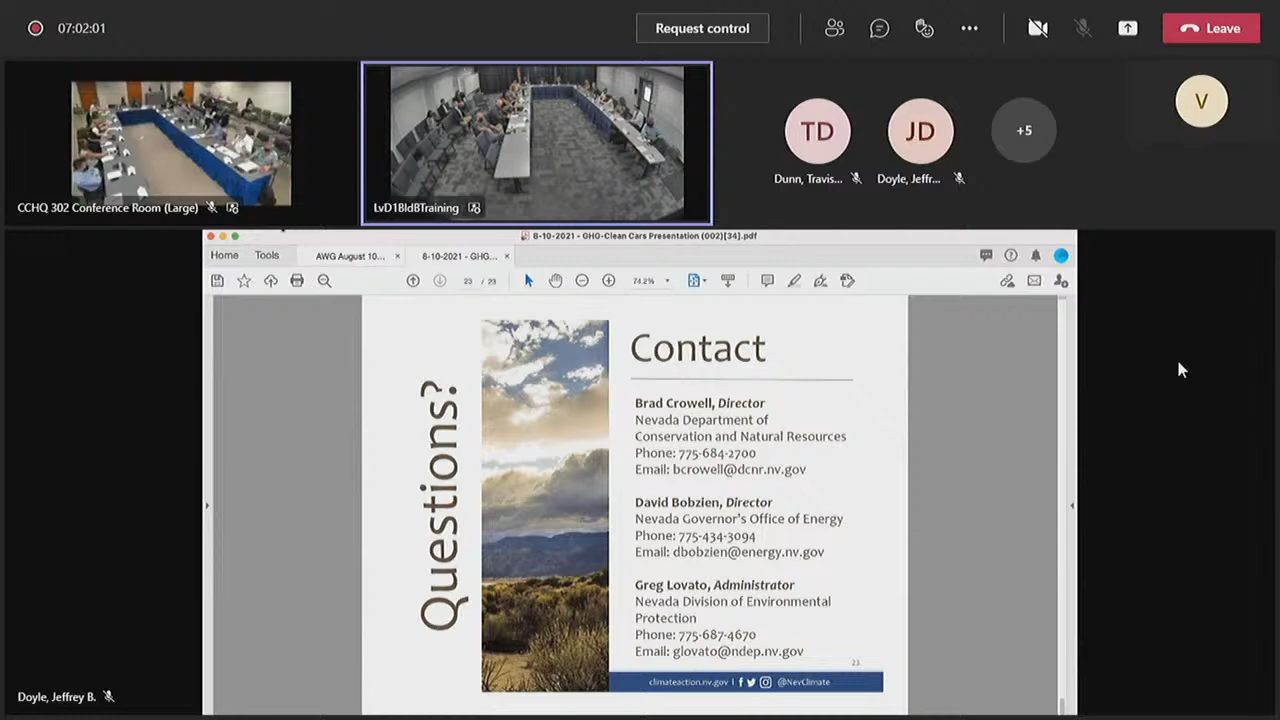 07:02:01
Request control
Leave
CCHQ 302 Conference Room (Large)
LvD1BldBTraining
TD
Dunn, Travis...
JD
Doyle, Jeffr...
+5
V
8-10-2021 - GHG-Clean Cars Presentation (002)[34].pdf
Home
Tools
AWG August 10...
×
8-10-2021 - GHG...
×
23 / 23
74.2%
Questions?
Contact
Brad Crowell, Director
Nevada Department of
Conservation and Natural Resources
Phone: 775-684-2700
Email: bcrowell@dcnr.nv.gov
David Bobzien, Director
Nevada Governor's Office of Energy
Phone: 775-434-3094
Email: dbobzien@energy.nv.gov
Greg Lovato, Administrator
Nevada Division of Environmental
Protection
Phone: 775-687-4670
Email: glovato@ndep.nv.gov
23
climateaction.nv.gov | @NevClimate
Doyle, Jeffrey B.